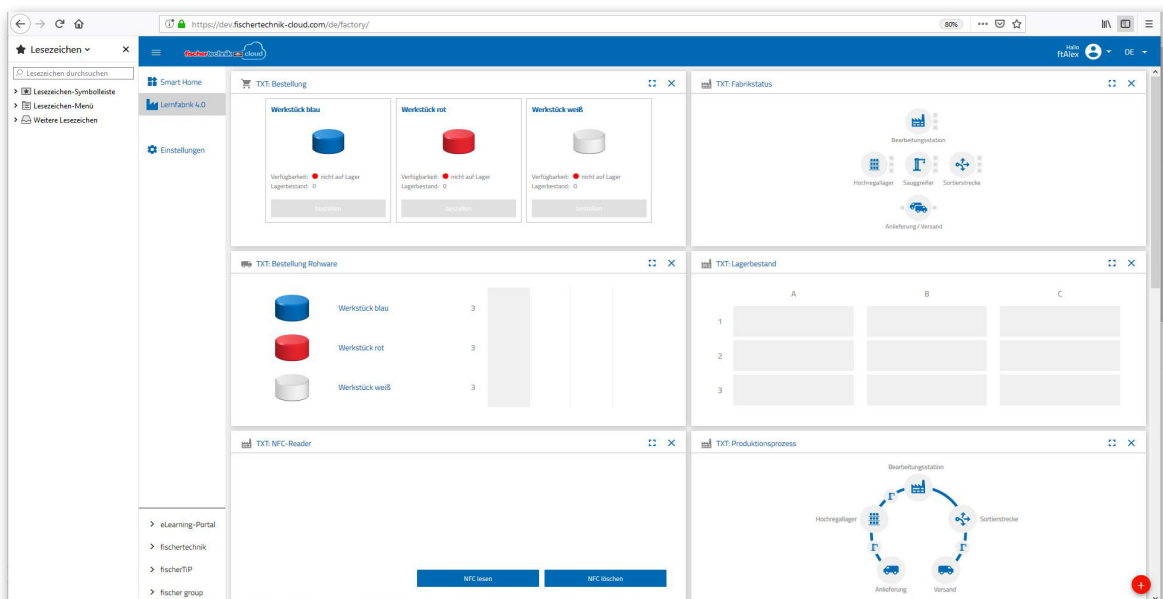 https://dev.fischertechnik-cloud.com/de/factory/
80%
Lesezeichen
Lesezeichen durchsuchen
Lesezeichen-Symbolleiste
Lesezeichen-Menü
Weitere Lesezeichen
fischertechnik cloud
Hallo
ftAlex
DE
Smart Home
Lernfabrik 4.0
Einstellungen
eLearning-Portal
fischertechnik
fischerTiP
fischer group
TXT: Bestellung
Werkstück blau
Verfügbarkeit: nicht auf Lager
Lagerbestand: 0
bestellen
Werkstück rot
Verfügbarkeit: nicht auf Lager
Lagerbestand: 0
bestellen
Werkstück weiß
Verfügbarkeit: nicht auf Lager
Lagerbestand: 0
bestellen
TXT: Fabrikstatus
Bearbeitungsstation
Hochregallager Sauggreifer Sortierstrecke
Anlieferung / Versand
TXT: Bestellung Rohware
Werkstück blau 3
Werkstück rot 3
Werkstück weiß 3
TXT: Lagerbestand
A B C
1
2
3
TXT: NFC-Reader
NFC lesen NFC löschen
TXT: Produktionsprozess
Bearbeitungsstation
Hochregallager Sortierstrecke
Anlieferung Versand